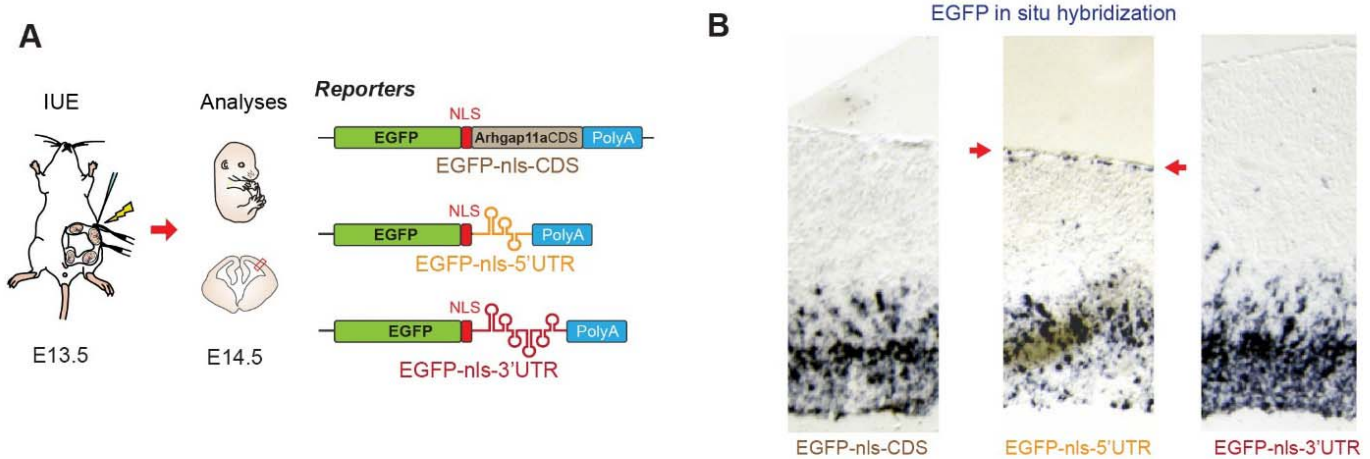 A
IUE
Analyses
E13.5
E14.5
Reporters
NLS
EGFP
Arhgap11aCDS
PolyA
EGFP-nls-CDS
NLS
EGFP
PolyA
EGFP-nls-5'UTR
NLS
EGFP
PolyA
EGFP-nls-3'UTR
B
EGFP in situ hybridization
EGFP-nls-CDS
EGFP-nls-5'UTR
EGFP-nls-3'UTR